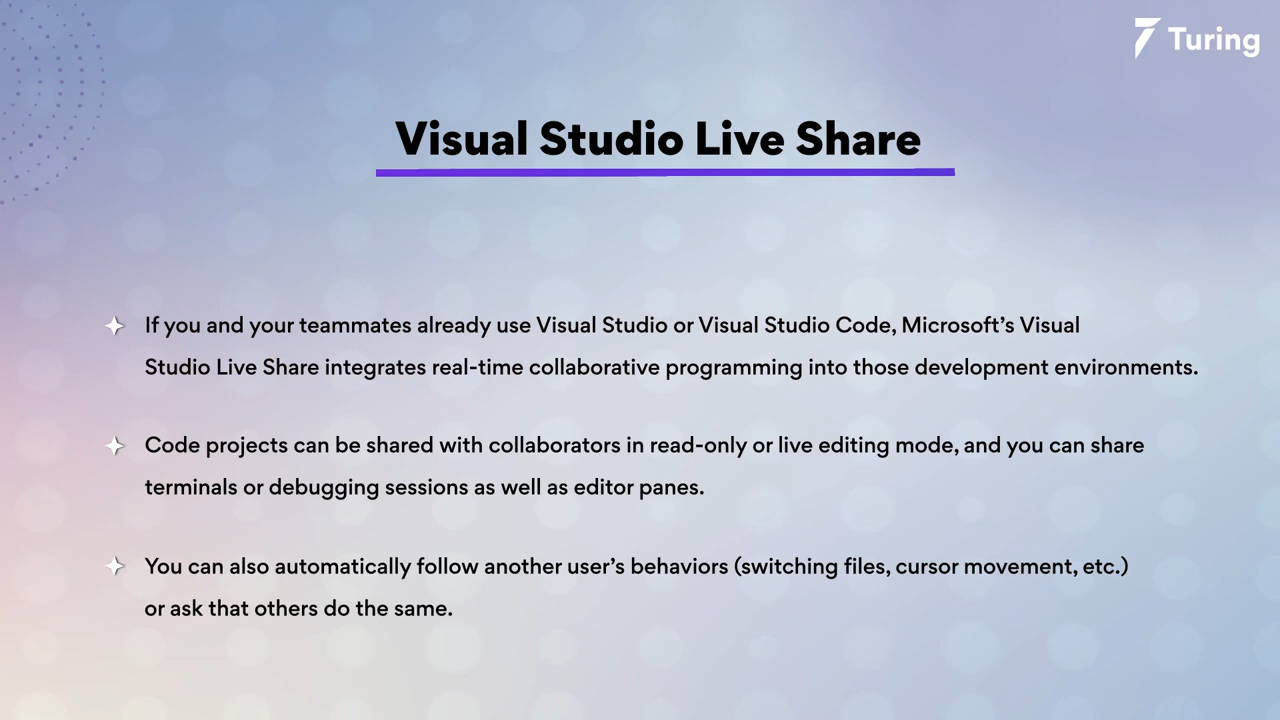 Turing
Visual Studio Live Share
If you and your teammates already use Visual Studio or Visual Studio Code, Microsoft’s Visual
Studio Live Share integrates real-time collaborative programming into those development environments.
Code projects can be shared with collaborators in read-only or live editing mode, and you can share
terminals or debugging sessions as well as editor panes.
You can also automatically follow another user’s behaviors (switching files, cursor movement, etc.)
or ask that others do the same.